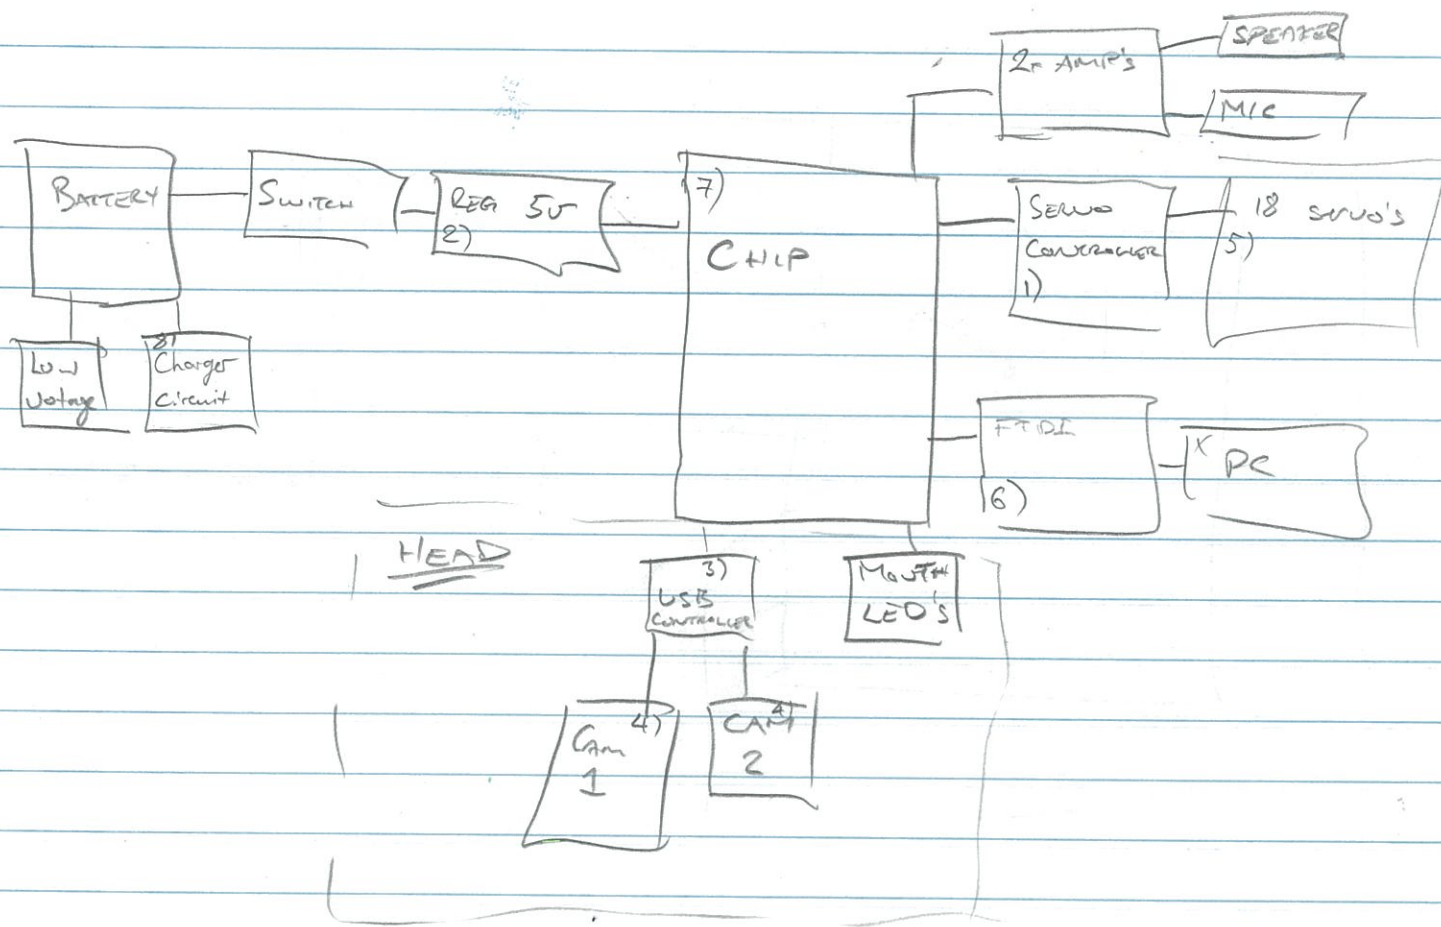 SPEAKER
2x AMP'S
MIC
BATTERY
SWITCH
REG 5V
2)
7)
CHIP
SERVO
CONTROLLER
1)
18 SERVO'S
5)
Low
Voltage
8)
Charger
Circuit
FTDI
6)
X PC
HEAD
3)
USB
CONTROLLER
MOUTH
LED'S
4)
CAM
1
4)
CAM
2